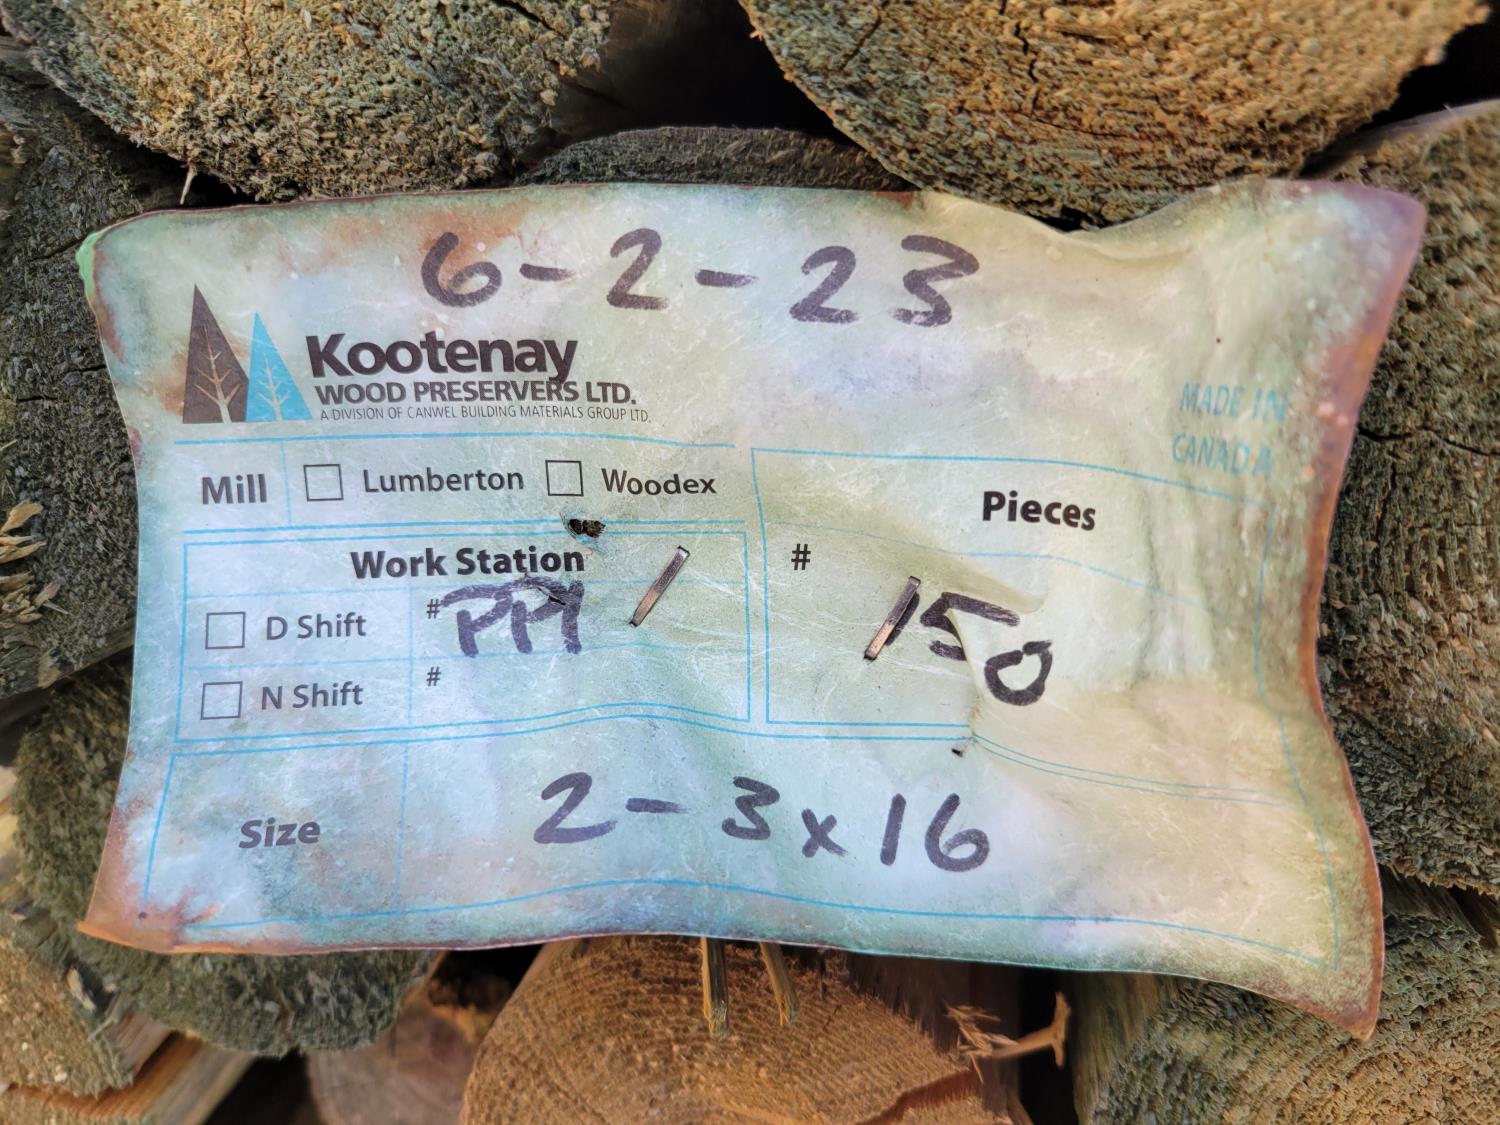 6-2-23
Kootenay
WOOD PRESERVERS LTD.
A DIVISION OF CANWEL BUILDING MATERIALS GROUP LTD.
MADE IN
CANADA
Mill Lumberton Woodex
Pieces
# 150
Work Station
D Shift # PP1
N Shift #
Size 2-3x16